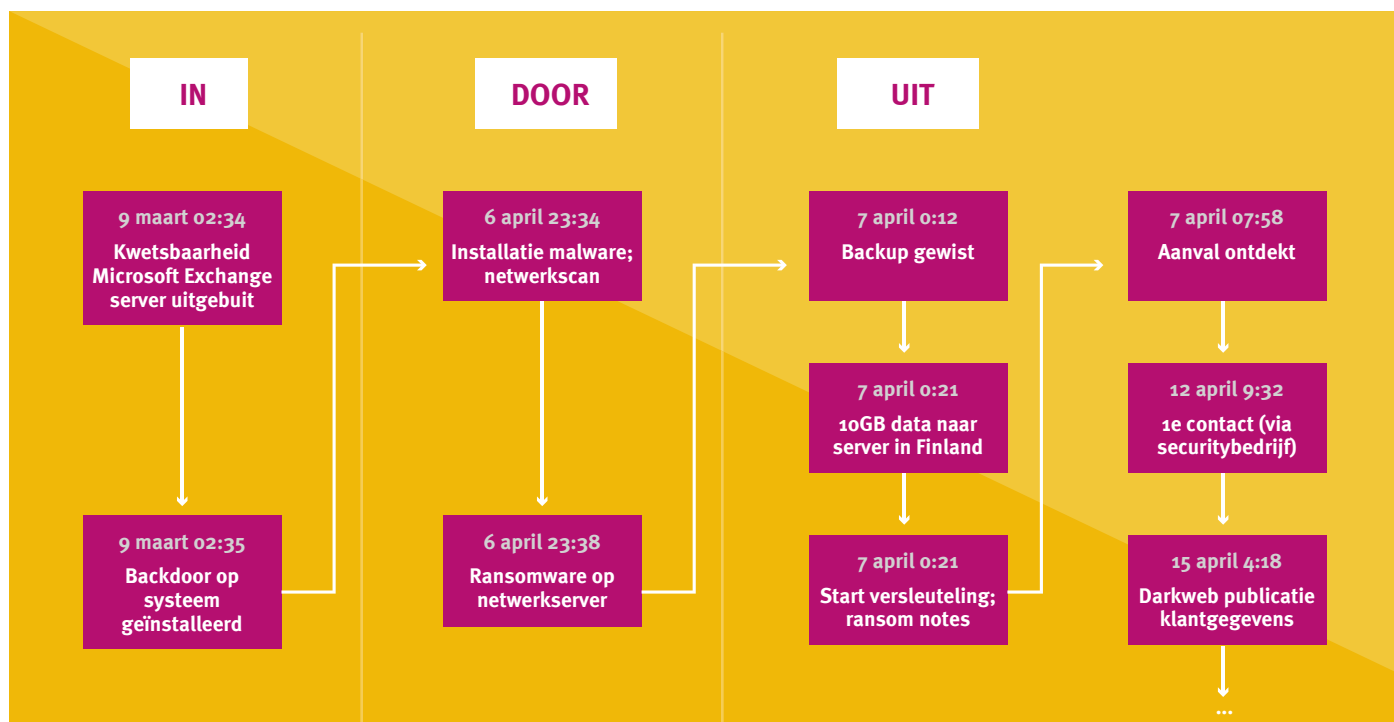 IN
9 maart 02:34
Kwetsbaarheid
Microsoft Exchange
server uitgebuit
9 maart 02:35
Backdoor op
systeem
geïnstalleerd
DOOR
6 april 23:34
Installatie malware;
netwerkscan
6 april 23:38
Ransomware op
netwerkserver
UIT
7 april 0:12
Backup gewist
7 april 0:21
10GB data naar
server in Finland
7 april 0:21
Start versleuteling;
ransom notes
7 april 07:58
Aanval ontdekt
12 april 9:32
1e contact (via
securitybedrijf)
15 april 4:18
Darkweb publicatie
klantgegevens
...